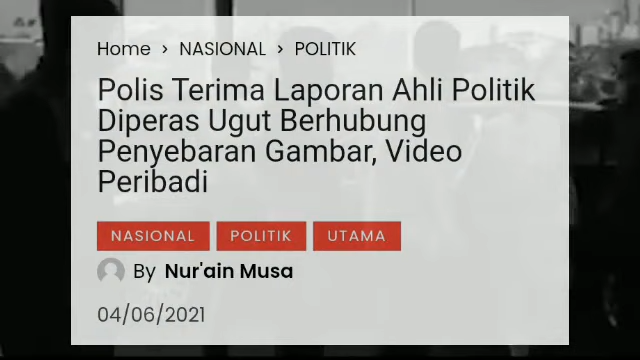 Home › NASIONAL › POLITIK
Polis Terima Laporan Ahli Politik
Diperas Ugut Berhubung
Penyebaran Gambar, Video
Peribadi
NASIONAL POLITIK UTAMA
By Nur'ain Musa
04/06/2021